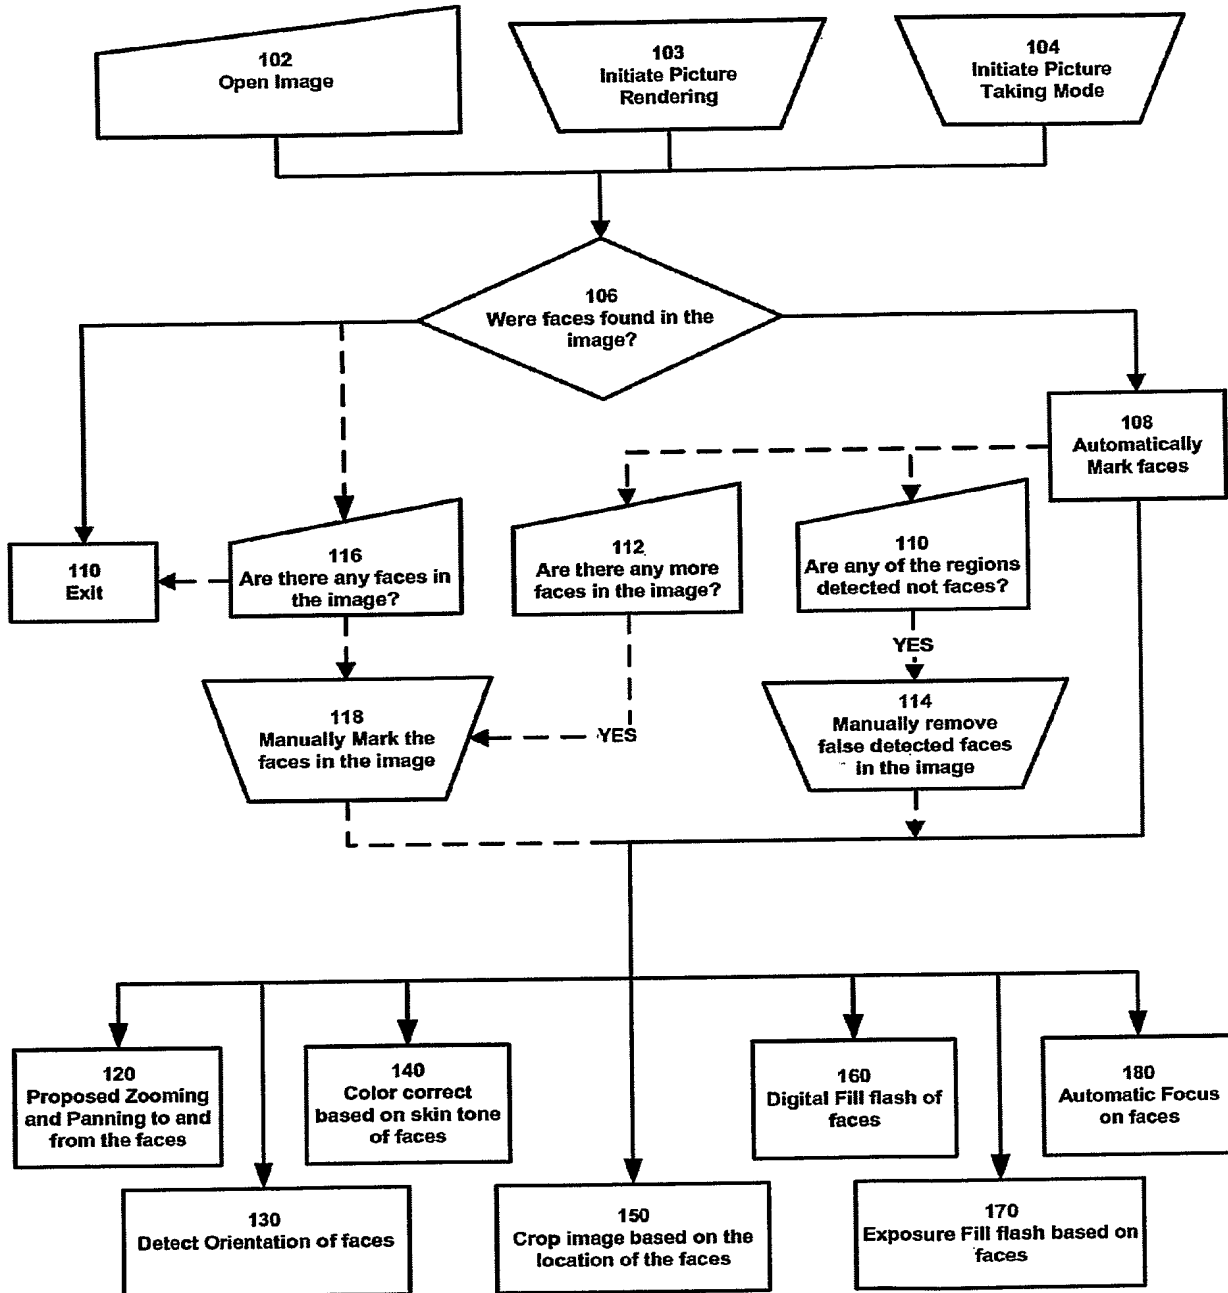 102
Open Image
103
Initiate Picture
Rendering
104
Initiate Picture
Taking Mode
106
Were faces found in the
image?
108
Automatically
Mark faces
110
Exit
116
Are there any faces in
the image?
112
Are there any more
faces in the image?
110
Are any of the regions
detected not faces?
YES
118
Manually Mark the
faces in the image
YES
114
Manually remove
false detected faces
in the image
120
Proposed Zooming
and Panning to and
from the faces
140
Color correct
based on skin tone
of faces
160
Digital Fill flash of
faces
180
Automatic Focus
on faces
130
Detect Orientation of faces
150
Crop image based on the
location of the faces
170
Exposure Fill flash based on
faces